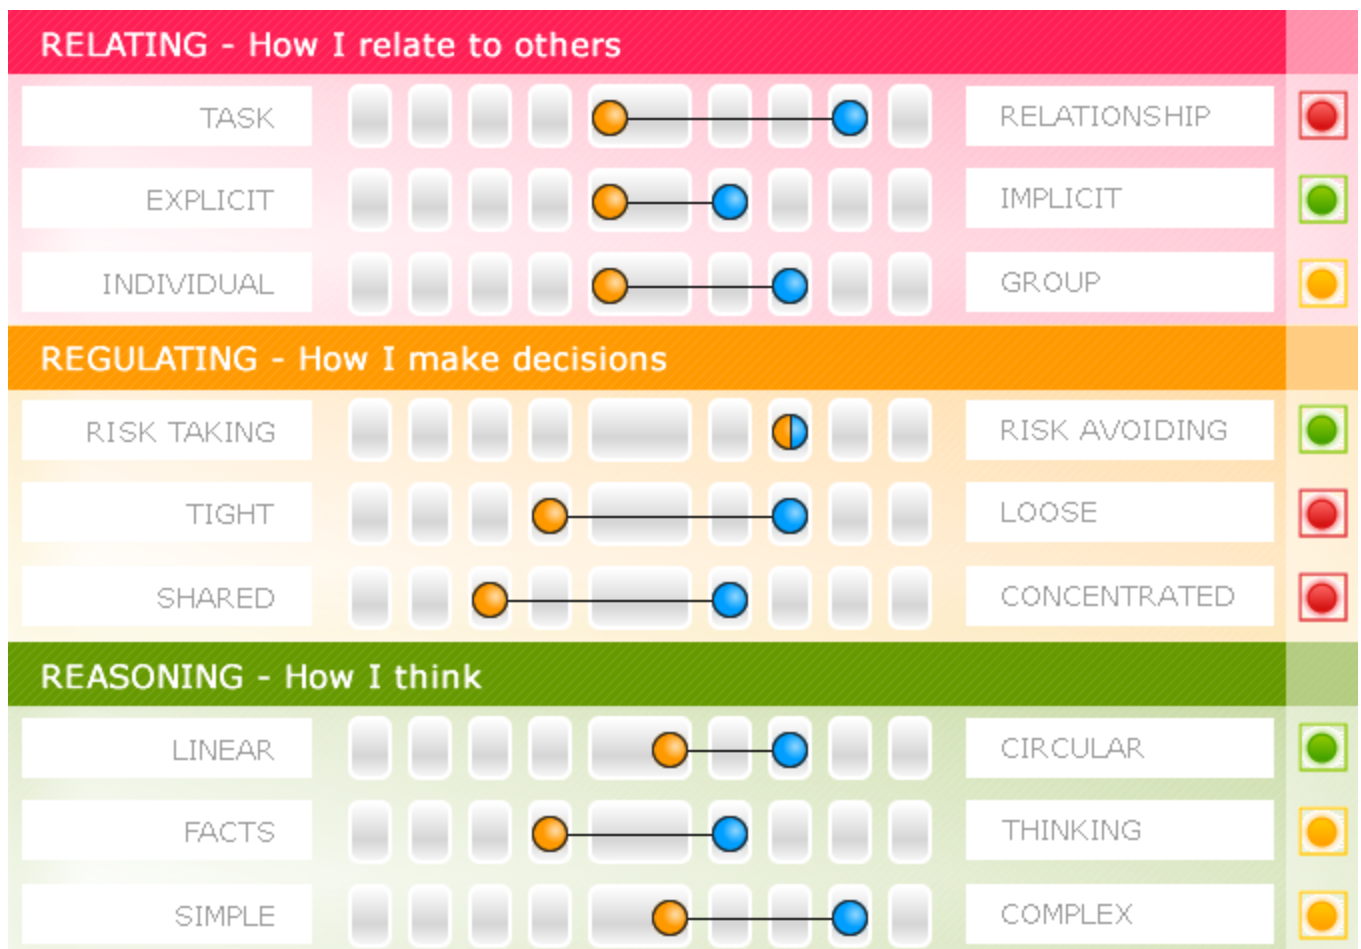 RELATING - How I relate to others
TASK RELATIONSHIP
EXPLICIT IMPLICIT
INDIVIDUAL GROUP
REGULATING - How I make decisions
RISK TAKING RISK AVOIDING
TIGHT LOOSE
SHARED CONCENTRATED
REASONING - How I think
LINEAR CIRCULAR
FACTS THINKING
SIMPLE COMPLEX